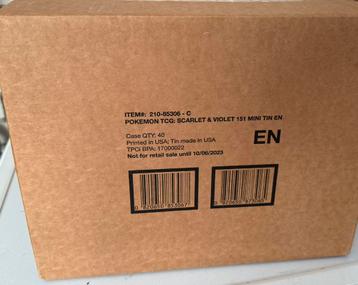 ITEM#: 210-85306 - C
POKEMON TCG: SCARLET & VIOLET 151 MINI TIN EN
Case QTY: 40
Printed in USA; Tin made in USA
TPCi BPA: 17000022
Not for retail sale until 10/06/2023
EN